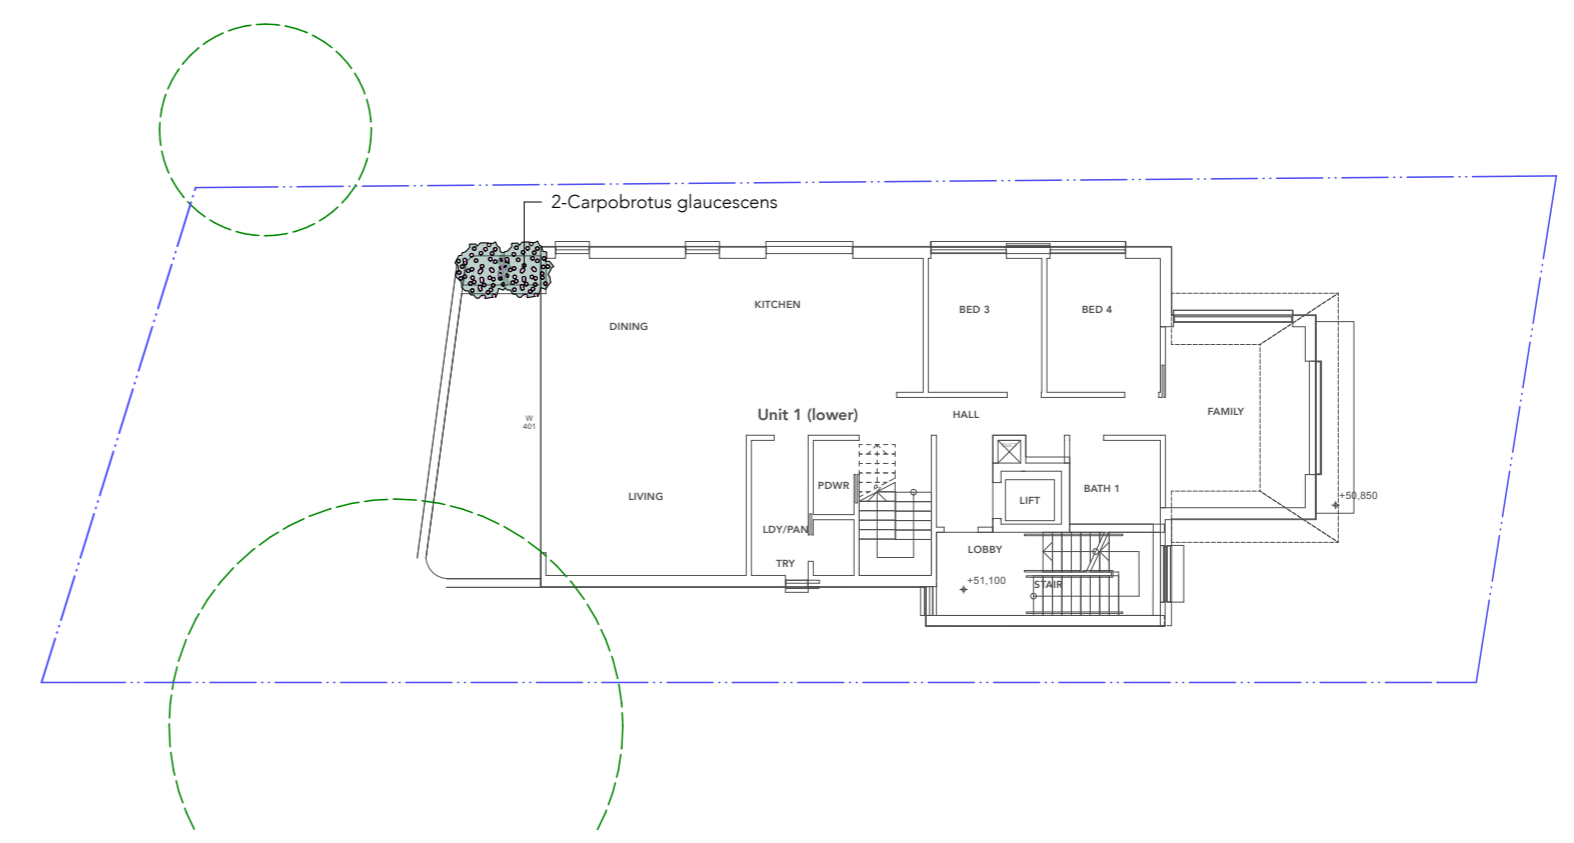 2-Carpobrotus glaucescens
KITCHEN
DINING
BED 3
BED 4
Unit 1 (lower)
HALL
FAMILY
W
401
LIVING
PDWR
LIFT
BATH 1
+50,850
LDY/PAN
TRY
LOBBY
+51,100
STAIR